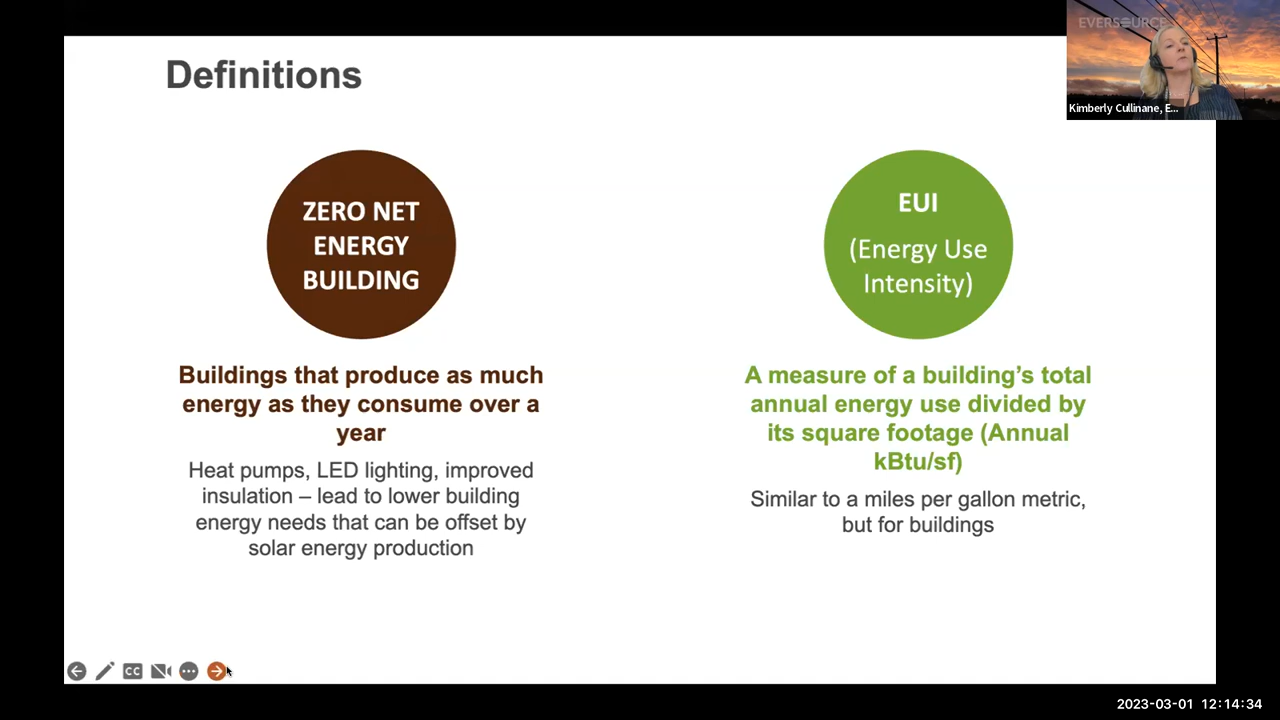 Definitions
EVERSOURCE
Kimberly Cullinane, E...
ZERO NET
ENERGY
BUILDING
Buildings that produce as much
energy as they consume over a
year
Heat pumps, LED lighting, improved
insulation – lead to lower building
energy needs that can be offset by
solar energy production
EUI
(Energy Use
Intensity)
A measure of a building’s total
annual energy use divided by
its square footage (Annual
kBtu/sf)
Similar to a miles per gallon metric,
but for buildings
CC
2023-03-01 12:14:34